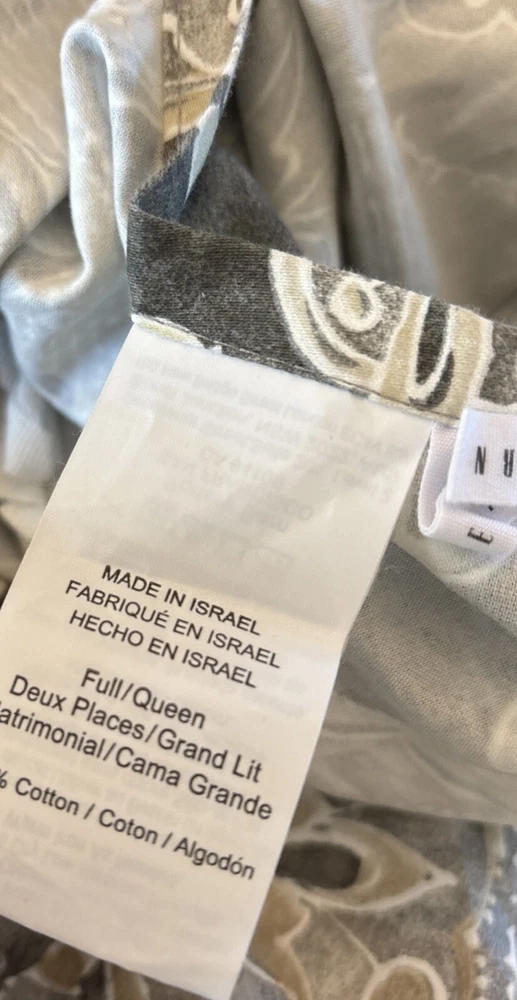 MADE IN ISRAEL
FABRIQUÉ EN ISRAEL
HECHO EN ISRAEL
Full/Queen
Deux Places/Grand Lit
atrimonial/Cama Grande
% Cotton / Coton / Algodón
R N
E